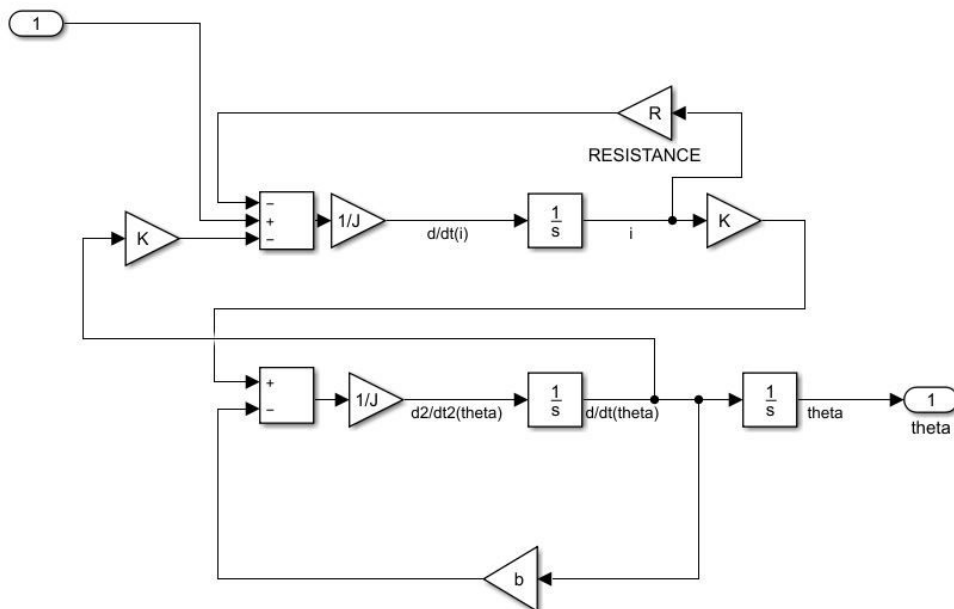 1
R
RESISTANCE
−
+
−
1/J
d/dt(i)
1
s
i
K
K
+
−
1/J
d2/dt2(theta)
1
s
d/dt(theta)
1
s
theta
1
theta
b